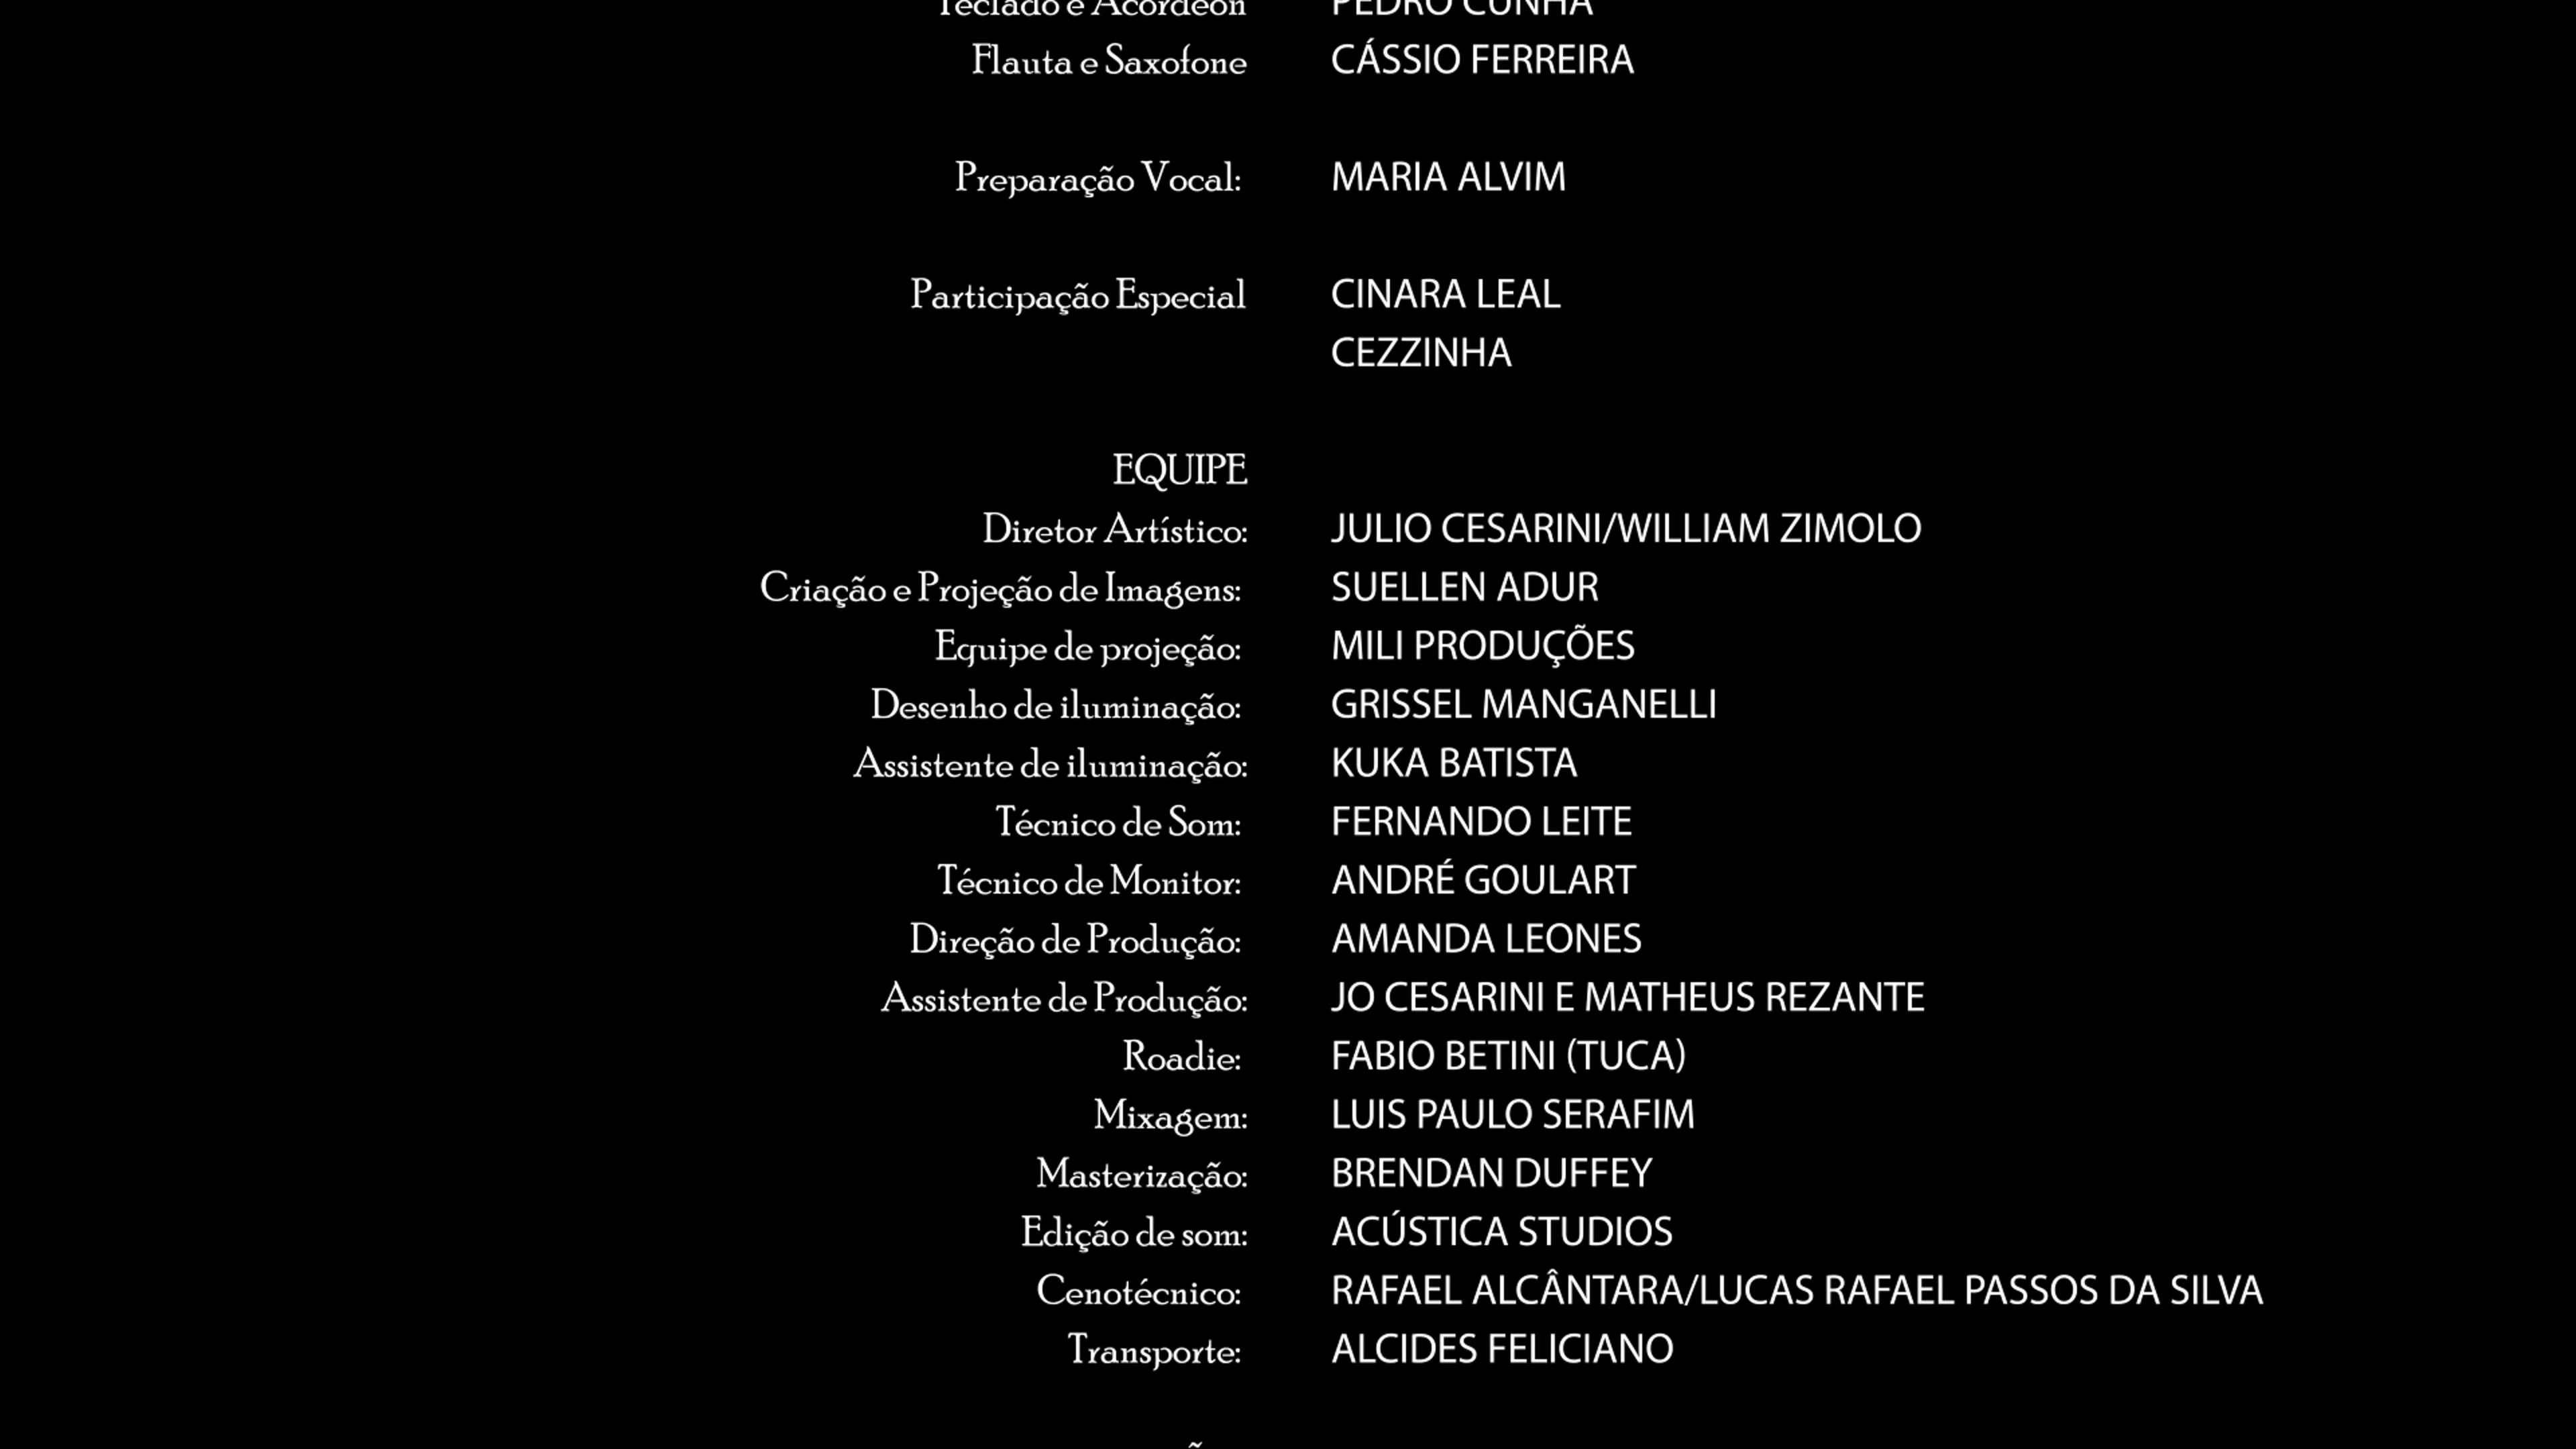 Teclado e Acordeon PEDRO CUNHA
Flauta e Saxofone CÁSSIO FERREIRA
Preparação Vocal: MARIA ALVIM
Participação Especial CINARA LEAL
CEZZINHA
EQUIPE
Diretor Artístico: JULIO CESARINI/WILLIAM ZIMOLO
Criação e Projeção de Imagens: SUELLEN ADUR
Equipe de projeção: MILI PRODUÇÕES
Desenho de iluminação: GRISSEL MANGANELLI
Assistente de iluminação: KUKA BATISTA
Técnico de Som: FERNANDO LEITE
Técnico de Monitor: ANDRÉ GOULART
Direção de Produção: AMANDA LEONES
Assistente de Produção: JO CESARINI E MATHEUS REZANTE
Roadie: FABIO BETINI (TUCA)
Mixagem: LUIS PAULO SERAFIM
Masterização: BRENDAN DUFFEY
Edição de som: ACÚSTICA STUDIOS
Cenotécnico: RAFAEL ALCÂNTARA/LUCAS RAFAEL PASSOS DA SILVA
Transporte: ALCIDES FELICIANO